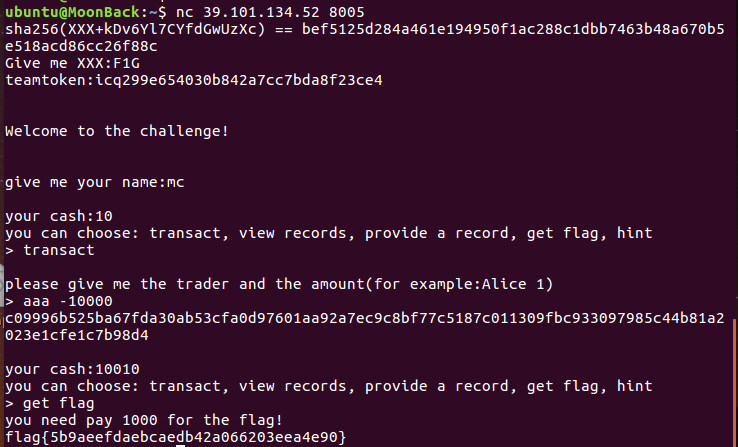 ubuntu@MoonBack:~$ nc 39.101.134.52 8005
sha256(XXX+kDv6Yl7CYfdGwUzXc) == bef5125d284a461e194950f1ac288c1dbb7463b48a670b5
e518acd86cc26f88c
Give me XXX:F1G
teamtoken:icq299e654030b842a7cc7bda8f23ce4
Welcome to the challenge!
give me your name:mc
your cash:10
you can choose: transact, view records, provide a record, get flag, hint
> transact
please give me the trader and the amount(for example:Alice 1)
> aaa -10000
c09996b525ba67fda30ab53cfa0d97601aa92a7ec9c8bf77c5187c011309fbc933097985c44b81a2
023e1cfe1c7b98d4
your cash:10010
you can choose: transact, view records, provide a record, get flag, hint
> get flag
you need pay 1000 for the flag!
flag{5b9aeefdaebcaedb42a066203eea4e90}